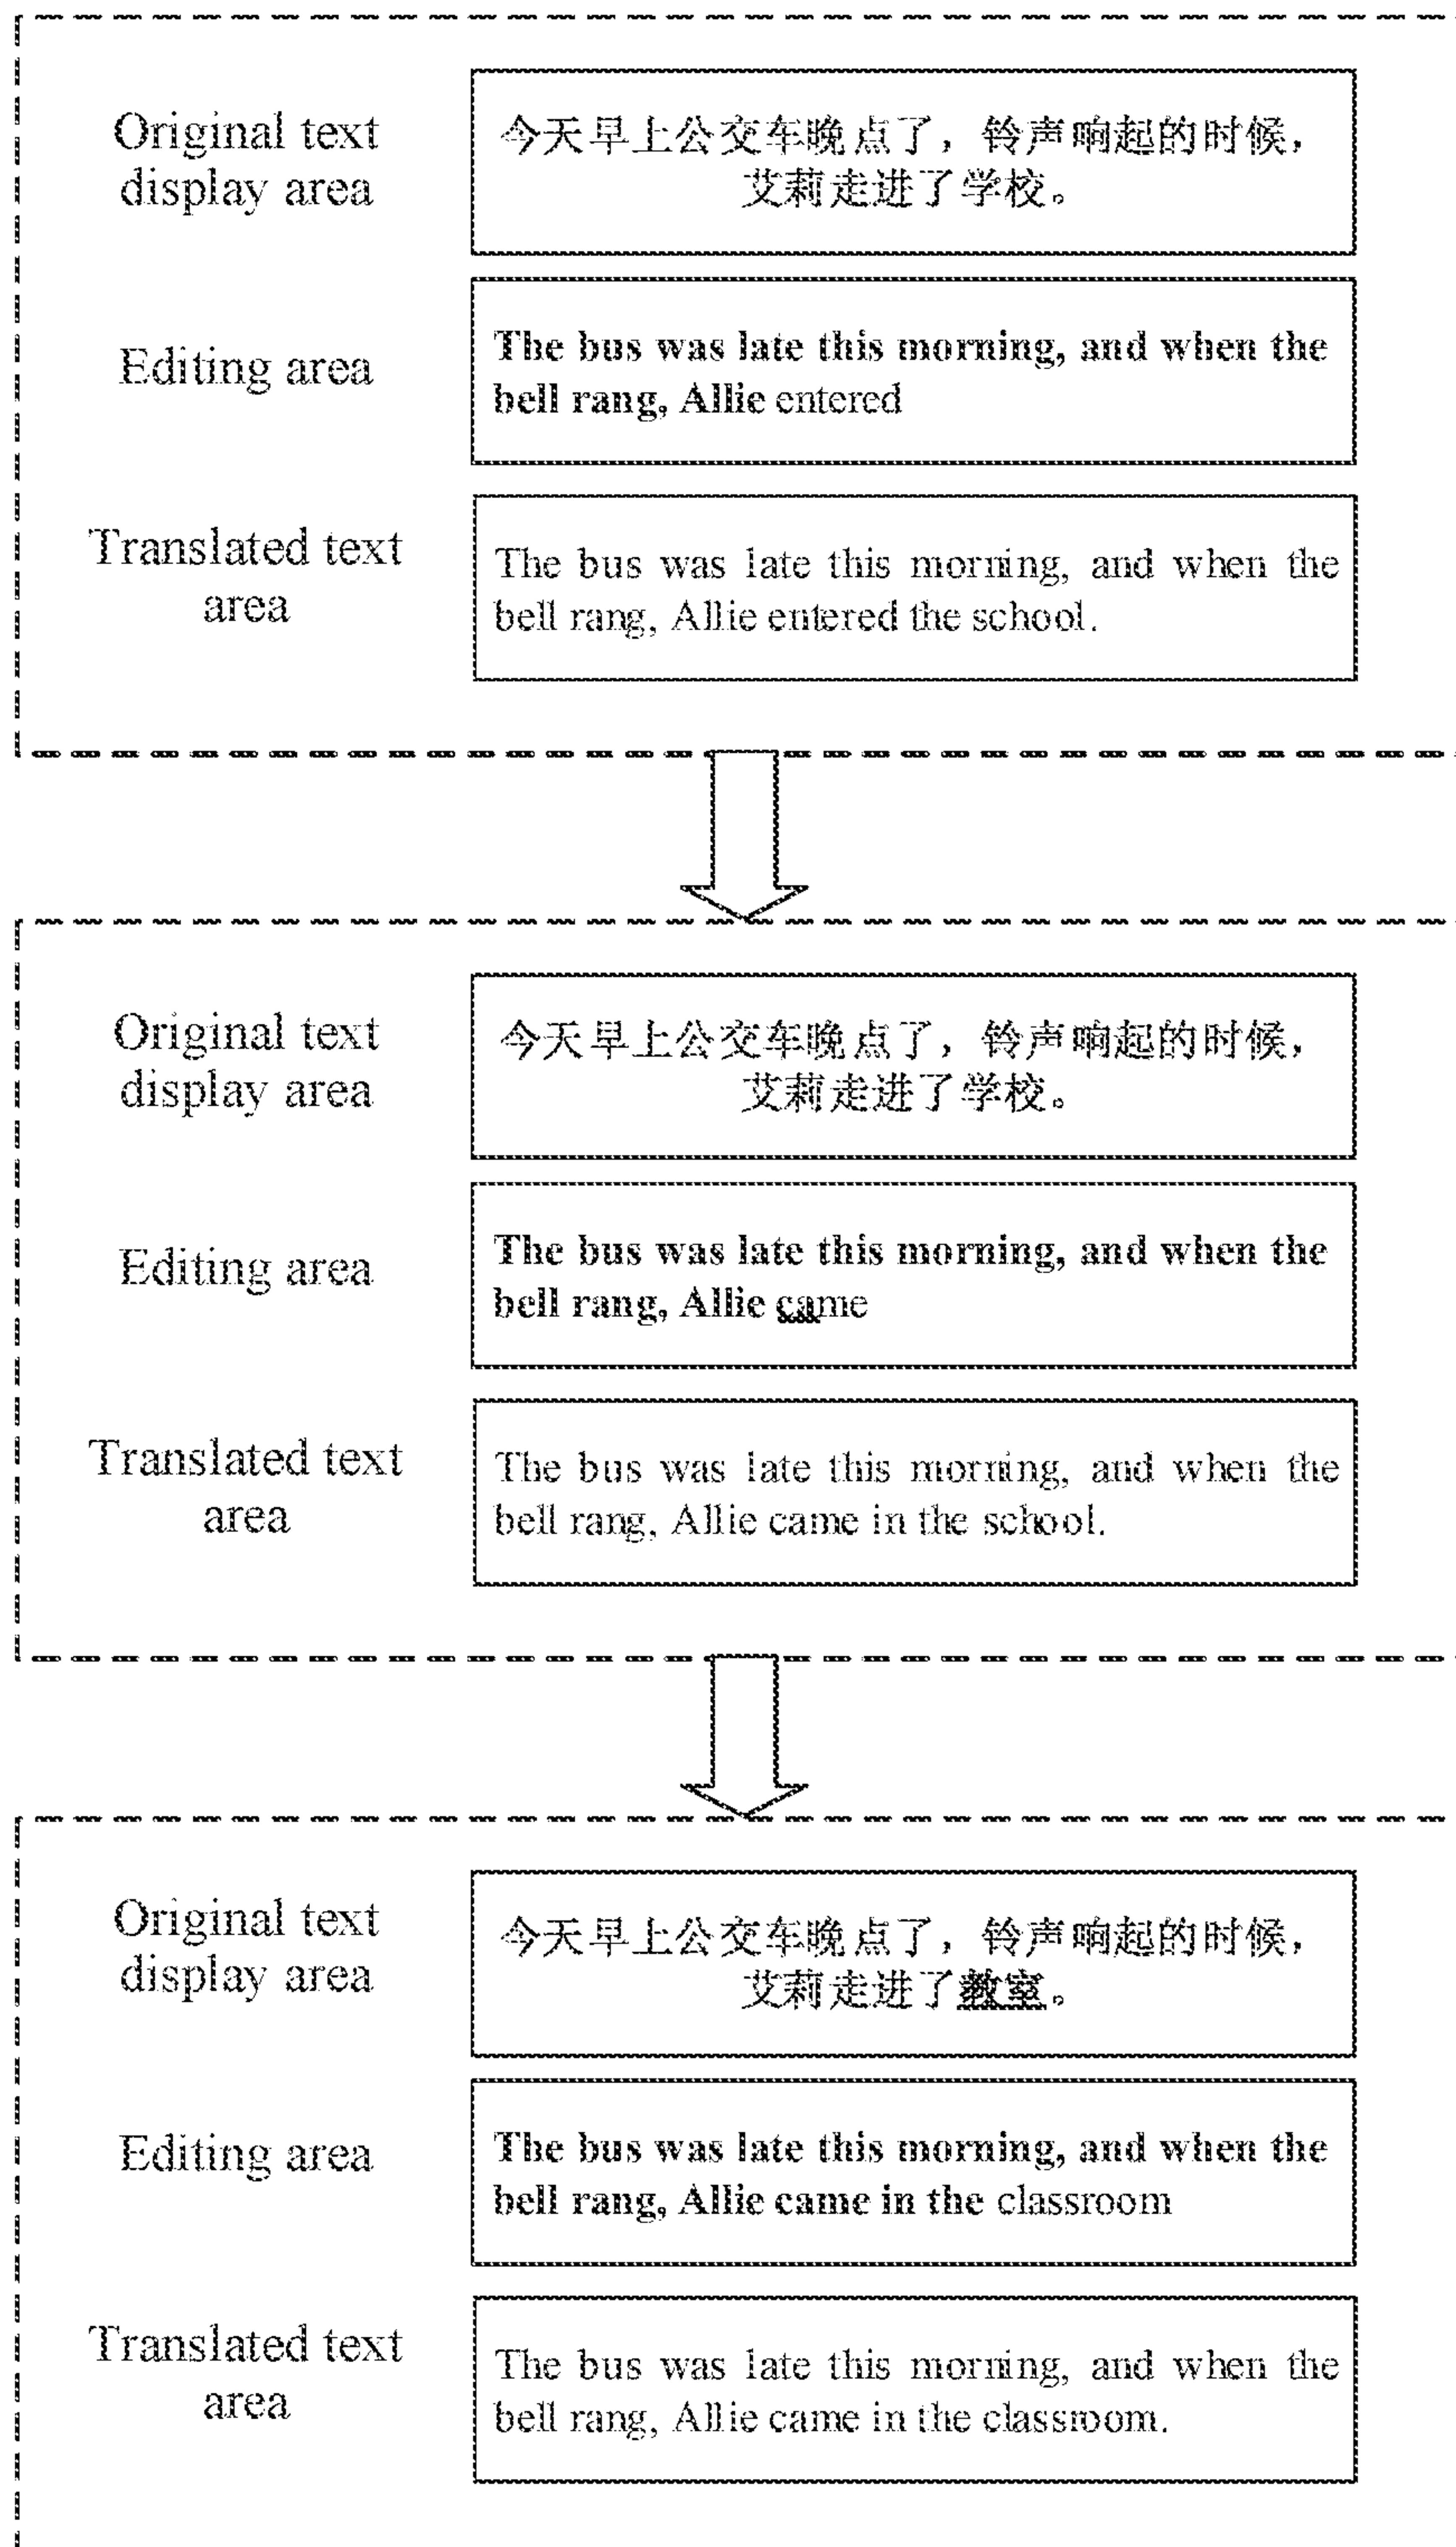 Original text
display area
今天早上公交车晚点了，铃声响起的时候，
艾莉走进了学校。
Editing area
The bus was late this morning, and when the
bell rang, Allie entered
Translated text
area
The bus was late this morning, and when the
bell rang, Allie entered the school.
Original text
display area
今天早上公交车晚点了，铃声响起的时候，
艾莉走进了学校。
Editing area
The bus was late this morning, and when the
bell rang, Allie came
Translated text
area
The bus was late this morning, and when the
bell rang, Allie came in the school.
Original text
display area
今天早上公交车晚点了，铃声响起的时候，
艾莉走进了教室。
Editing area
The bus was late this morning, and when the
bell rang, Allie came in the classroom
Translated text
area
The bus was late this morning, and when the
bell rang, Allie came in the classroom.